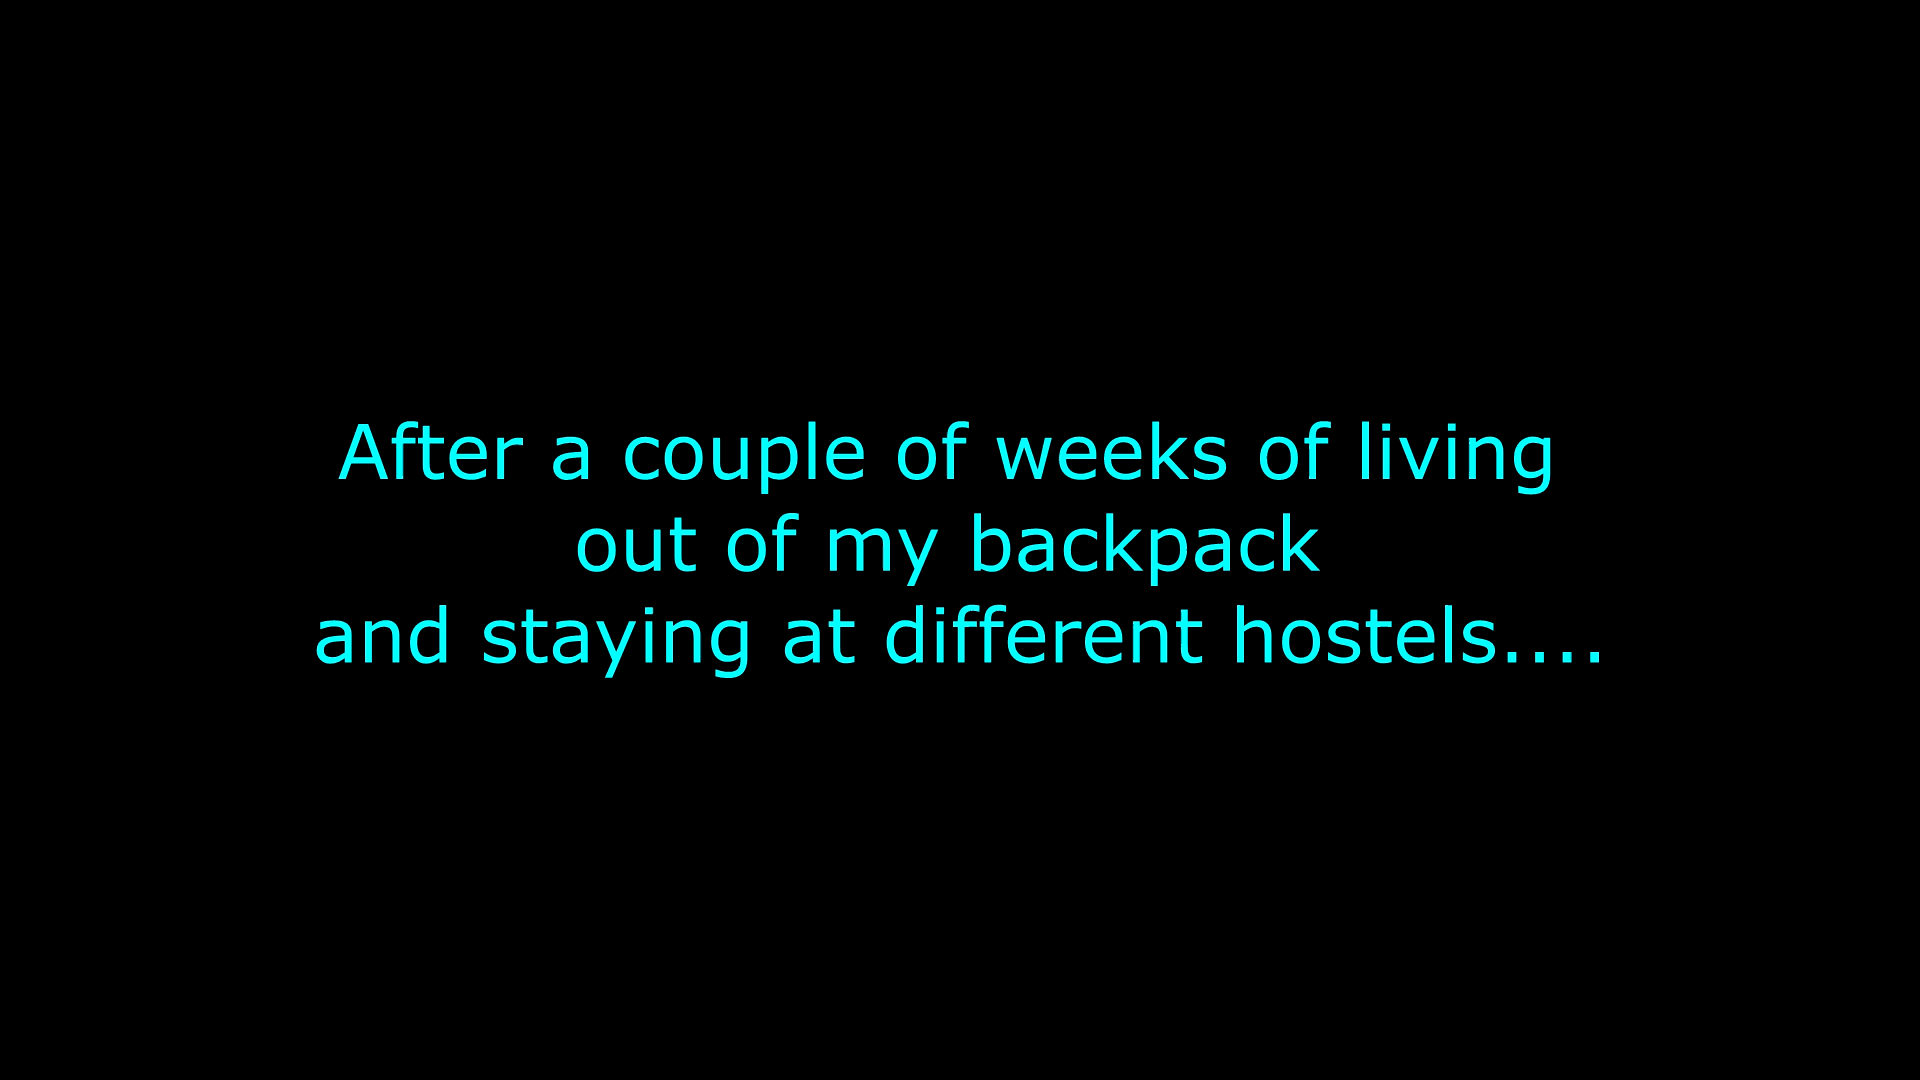 After a couple of weeks of living
out of my backpack
and staying at different hostels....